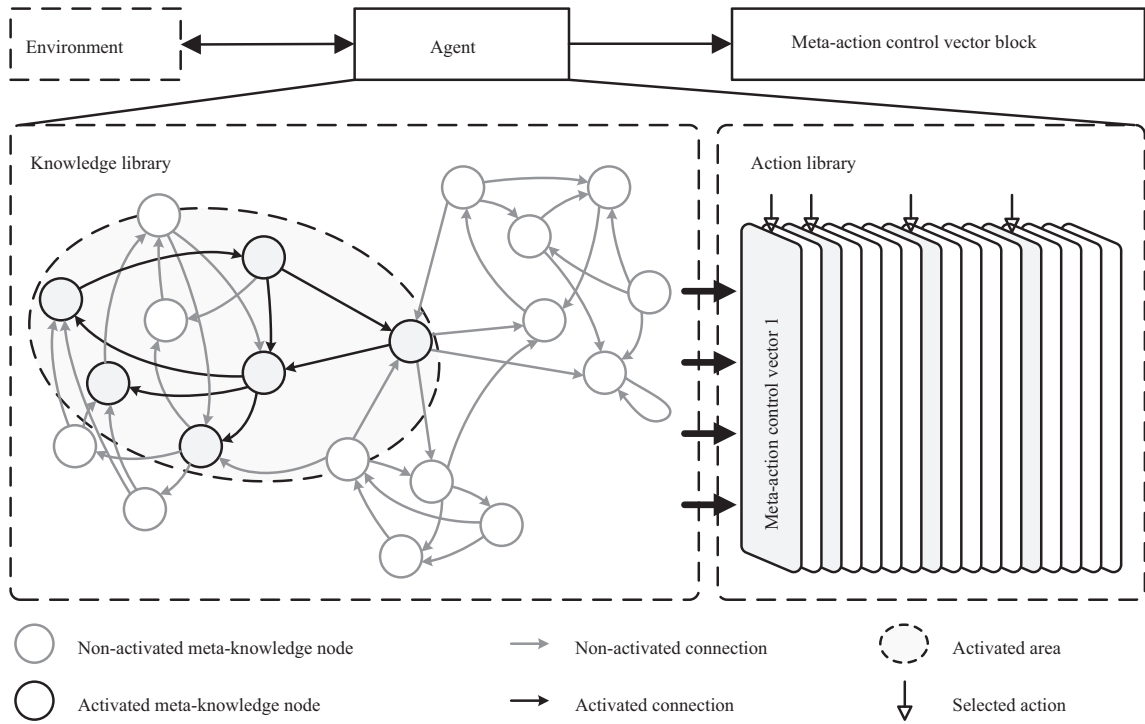 Environment
Agent
Meta-action control vector block
Knowledge library
Action library
Meta-action control vector 1
Non-activated meta-knowledge node
Non-activated connection
Activated area
Activated meta-knowledge node
Activated connection
Selected action